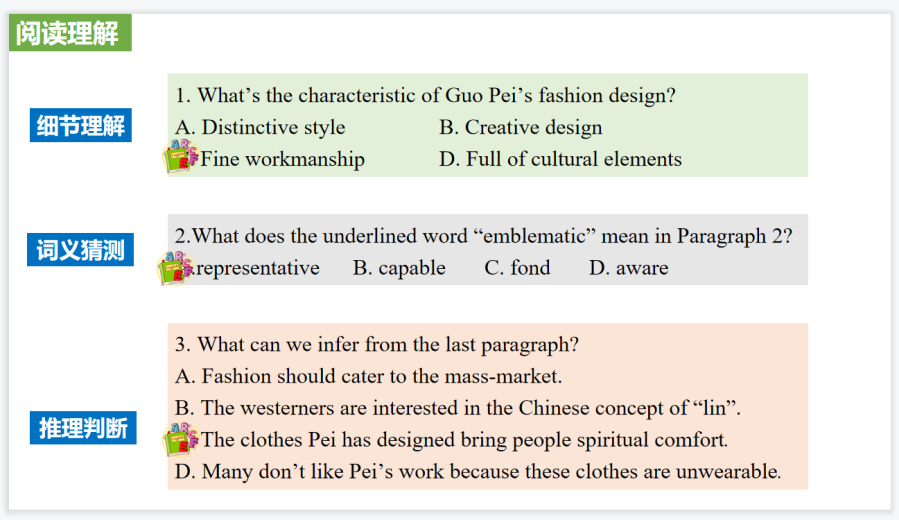 阅读理解
细节理解
1. What's the characteristic of Guo Pei's fashion design?
A. Distinctive style B. Creative design
Fine workmanship D. Full of cultural elements
词义猜测
2.What does the underlined word “emblematic” mean in Paragraph 2?
.representative B. capable C. fond D. aware
推理判断
3. What can we infer from the last paragraph?
A. Fashion should cater to the mass-market.
B. The westerners are interested in the Chinese concept of “lin”.
The clothes Pei has designed bring people spiritual comfort.
D. Many don't like Pei's work because these clothes are unwearable.